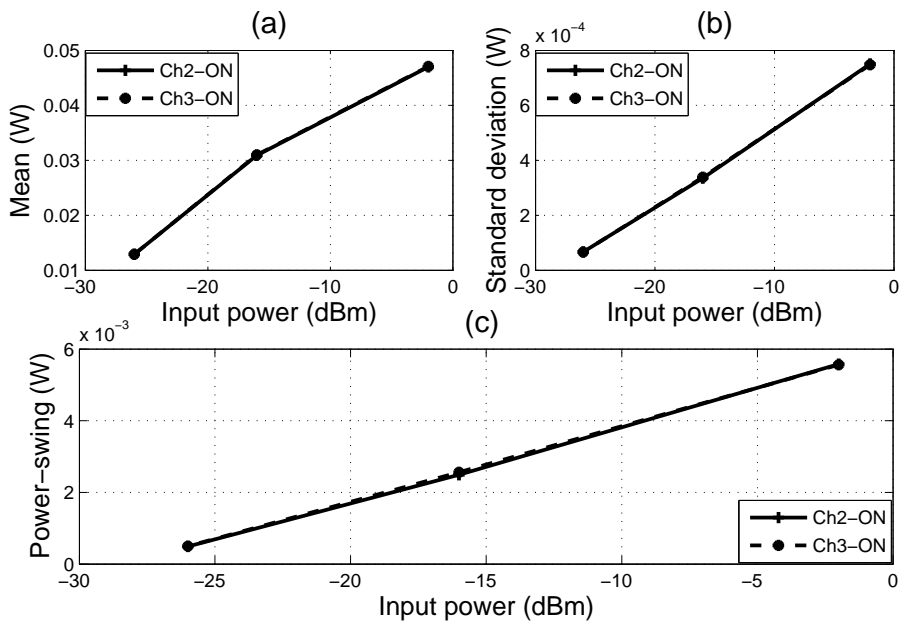 (a)
0.05
0.04
0.03
0.02
0.01
Mean (W)
Ch2−ON
Ch3−ON
−30
−20
−10
0
Input power (dBm)
(b)
x 10−4
8
6
4
2
0
Standard deviation (W)
Ch2−ON
Ch3−ON
−30
−20
−10
0
Input power (dBm)
(c)
x 10−3
6
4
2
0
Power−swing (W)
Ch2−ON
Ch3−ON
−30
−25
−20
−15
−10
−5
0
Input power (dBm)